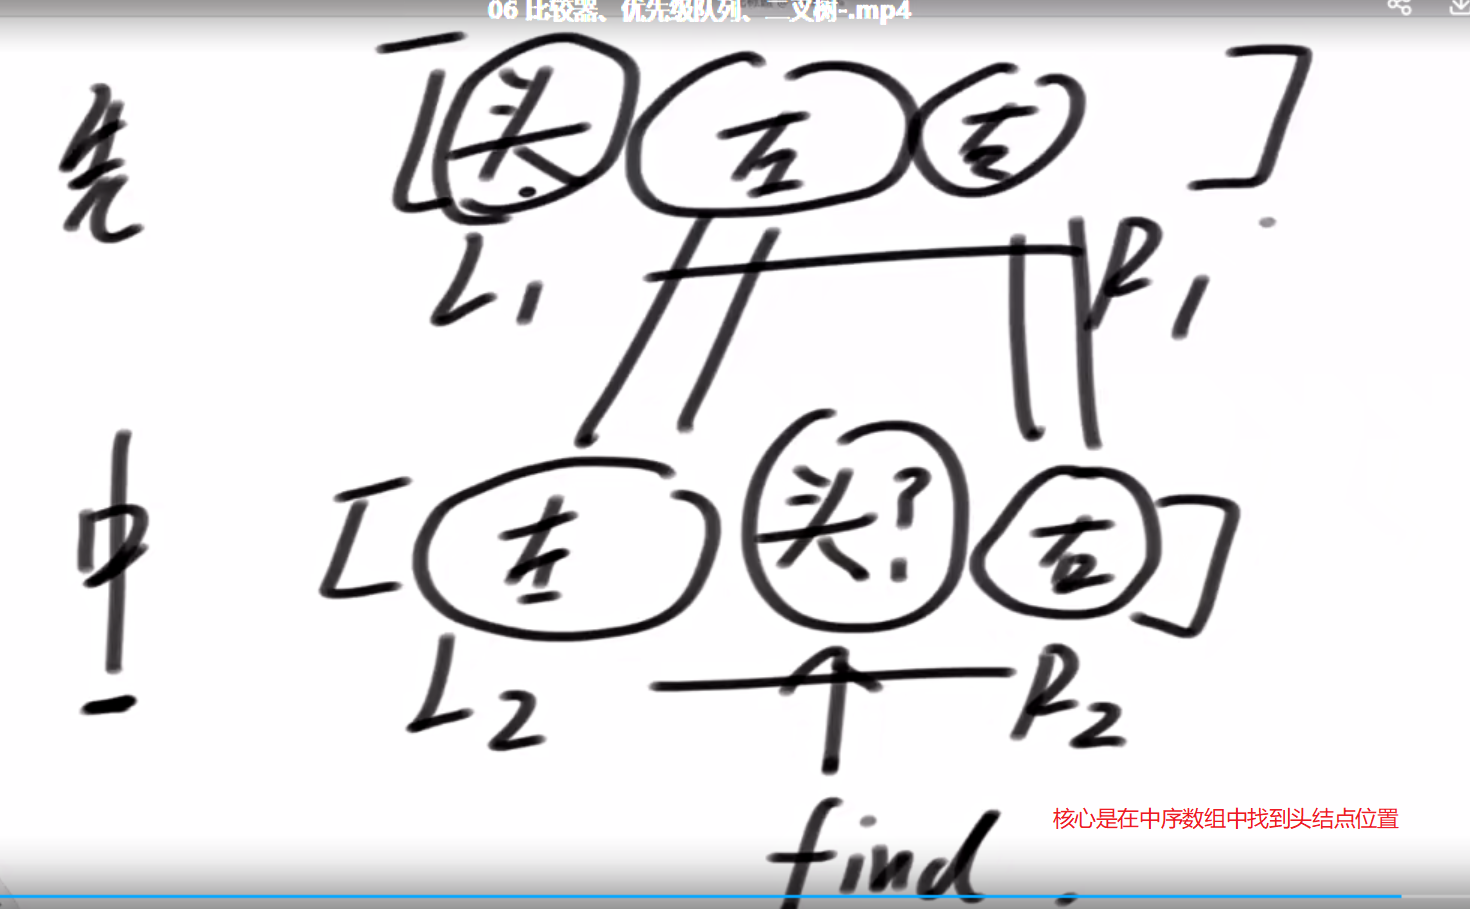 06 比较器、优先级队列、二叉树-.mp4
先 [ 头 左 右 ]
L1 R1
中 [ 左 头? 右 ]
L2 R2
find
核心是在中序数组中找到头结点位置